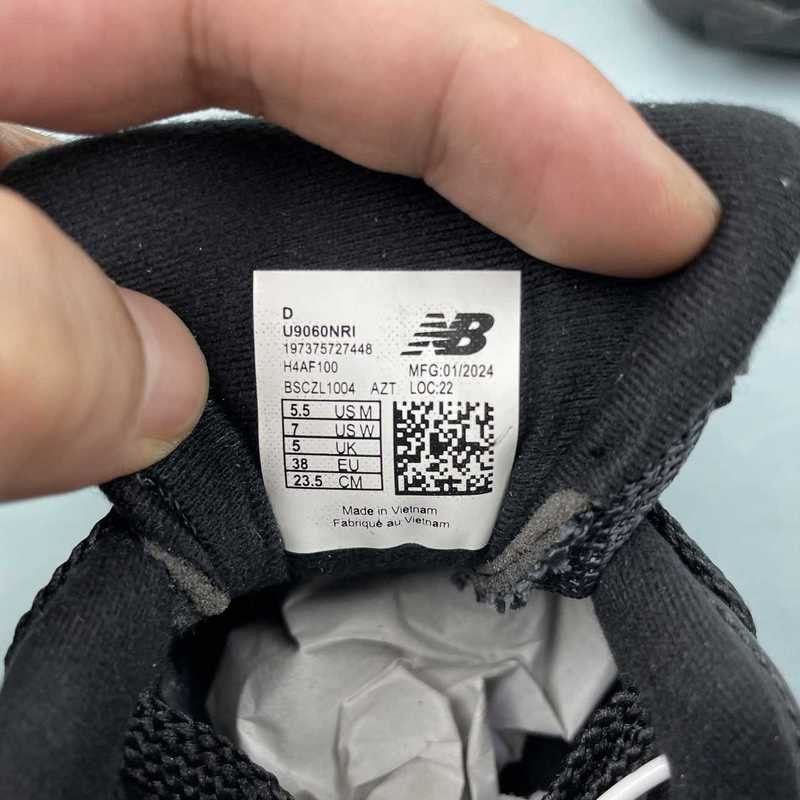 D
U9060NRI
197375727448
H4AF100
NB
MFG:01/2024
BSCZL1004 AZT LOC:22
5.5 US M
7 US W
5 UK
38 EU
23.5 CM
Made in Vietnam
Fabriqué au Vietnam